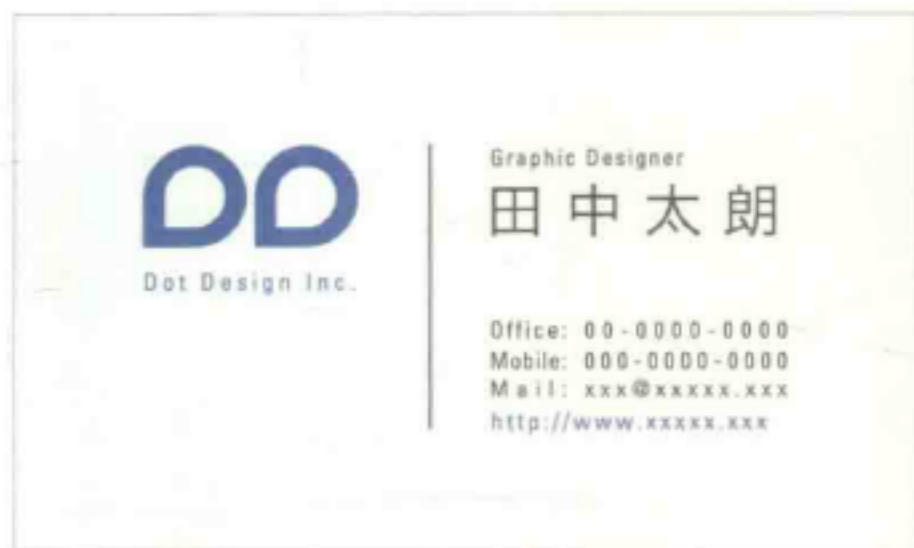 Dot Design Inc.
Graphic Designer
田中太朗
Office: 00-0000-0000
Mobile: 000-0000-0000
Mail: xxx@xxxxx.xxx
http://www.xxxxx.xxx